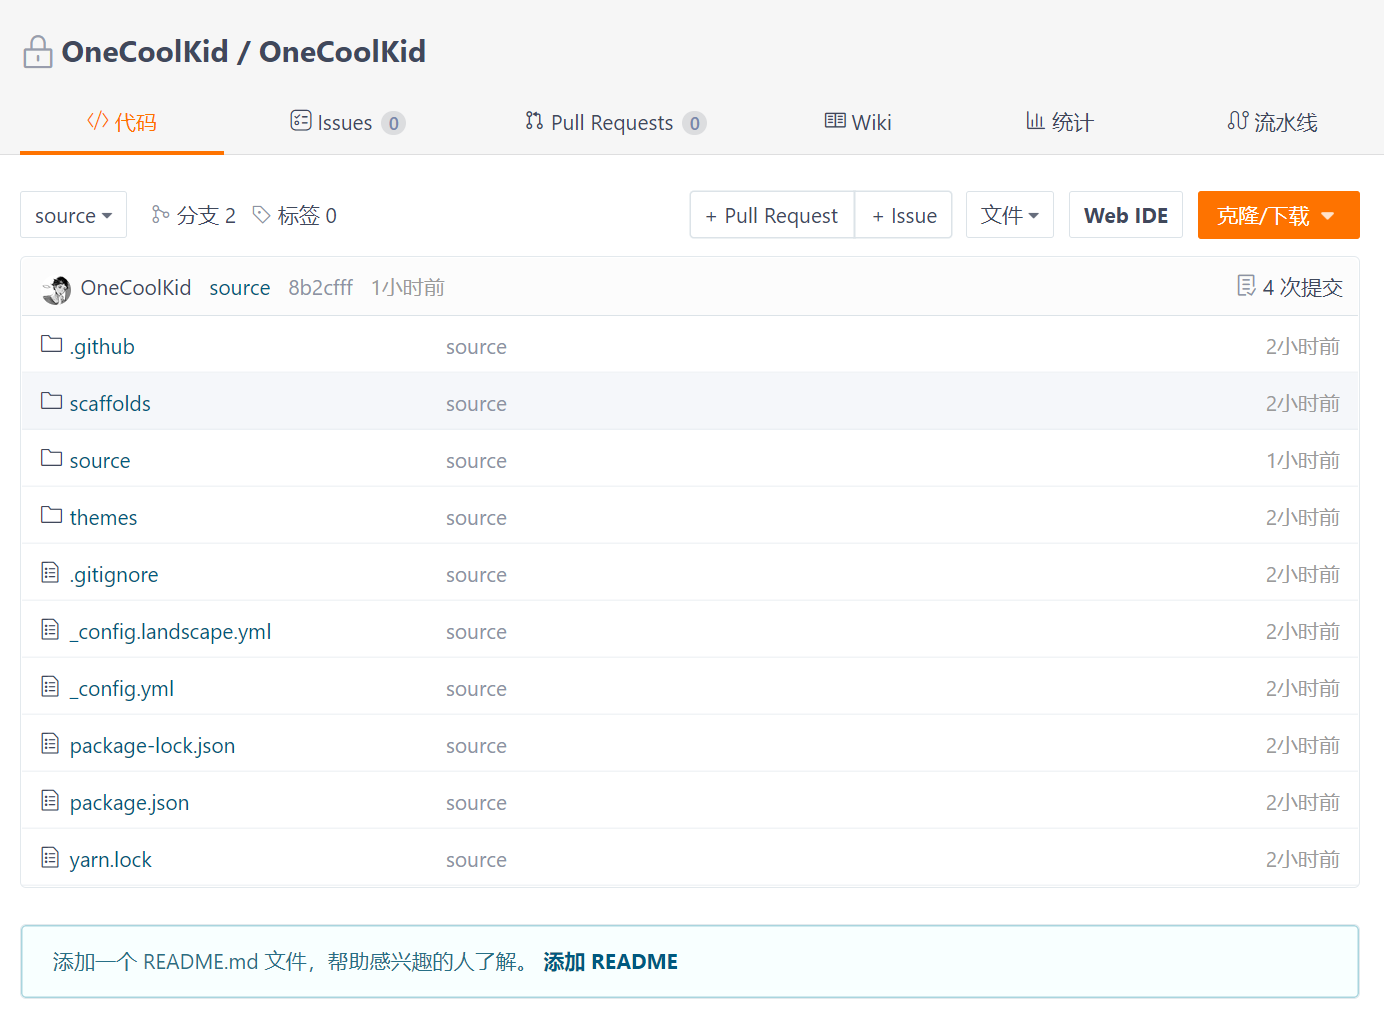 OneCoolKid / OneCoolKid
代码 Issues 0 Pull Requests 0 Wiki 统计 流水线
source 分支 2 标签 0 + Pull Request + Issue 文件 Web IDE 克隆/下载
OneCoolKid source 8b2cfff 1小时前 4 次提交
.github source 2小时前
scaffolds source 2小时前
source source 1小时前
themes source 2小时前
.gitignore source 2小时前
_config.landscape.yml source 2小时前
_config.yml source 2小时前
package-lock.json source 2小时前
package.json source 2小时前
yarn.lock source 2小时前
添加一个 README.md 文件，帮助感兴趣的人了解。 添加 README